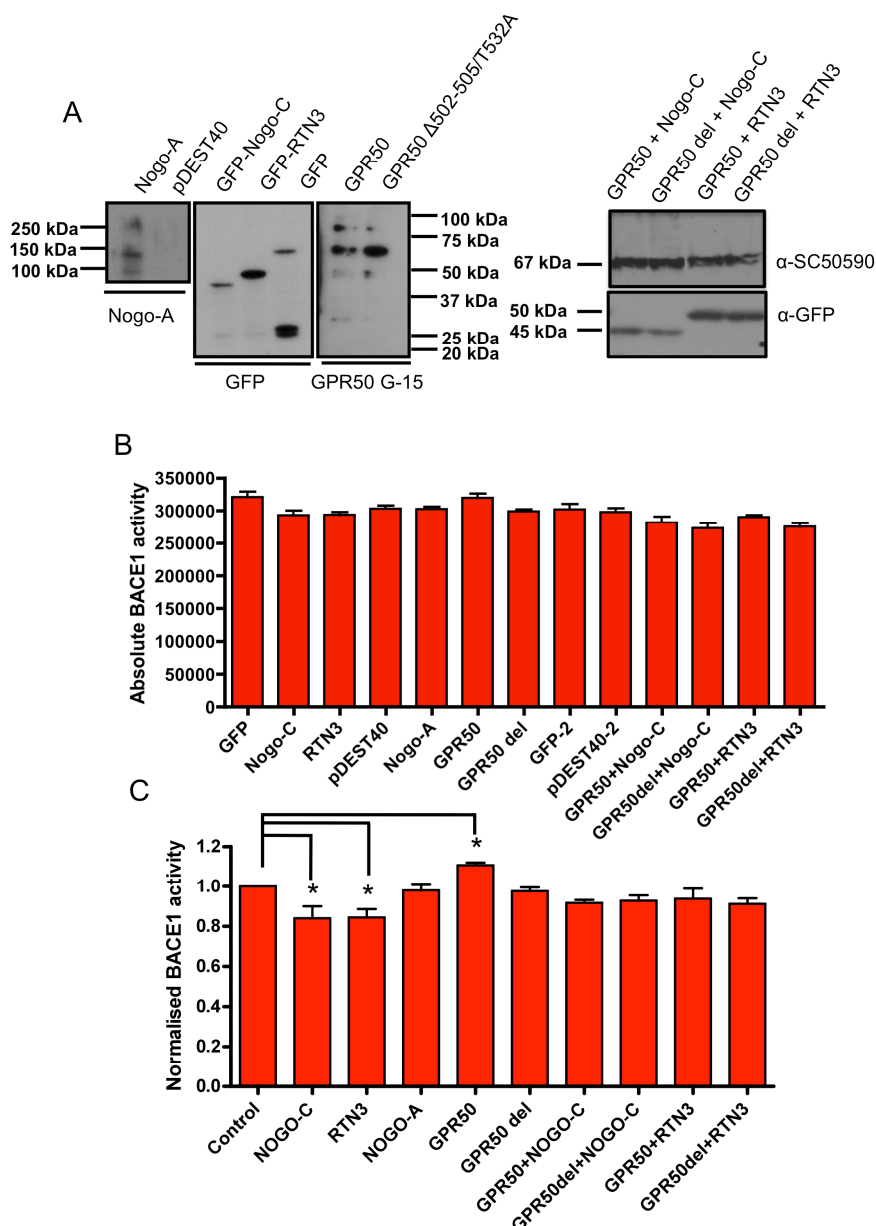 A
Nogo-A
pDEST40
GFP-Nogo-C
GFP-RTN3
GFP
GPR50
GPR50 Δ502-505/T532A
250 kDa
150 kDa
100 kDa
Nogo-A
GFP
GPR50 G-15
100 kDa
75 kDa
50 kDa
37 kDa
25 kDa
20 kDa
GPR50 + Nogo-C
GPR50 del + Nogo-C
GPR50 + RTN3
GPR50 del + RTN3
67 kDa
α-SC50590
50 kDa
45 kDa
α-GFP
B
Absolute BACE1 activity
350000
300000
250000
200000
150000
100000
50000
0
GFP
Nogo-C
RTN3
pDEST40
Nogo-A
GPR50
GPR50 del
GFP-2
pDEST40-2
GPR50+Nogo-C
GPR50del+Nogo-C
GPR50+RTN3
GPR50del+RTN3
C
Normalised BACE1 activity
1.2
1.0
0.8
0.6
0.4
0.2
0.0
*
*
*
Control
NOGO-C
RTN3
NOGO-A
GPR50
GPR50 del
GPR50+NOGO-C
GPR50del+NOGO-C
GPR50+RTN3
GPR50del+RTN3